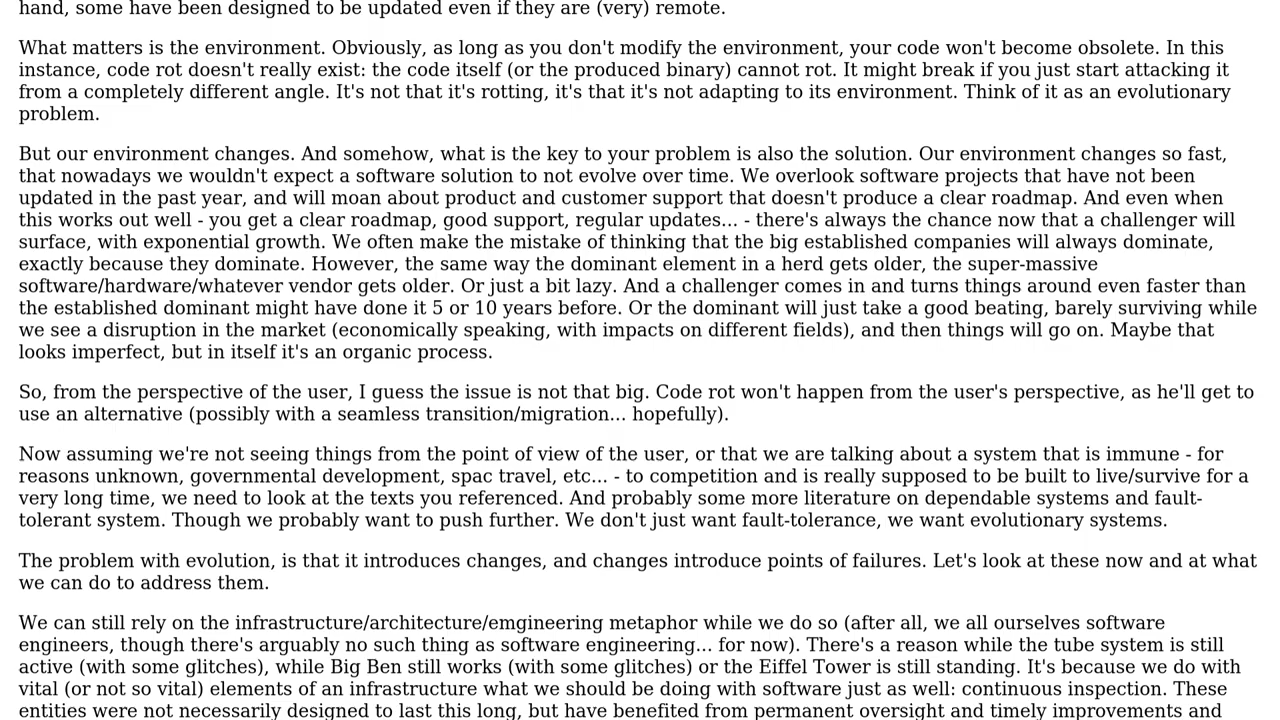 hand, some have been designed to be updated even if they are (very) remote.
What matters is the environment. Obviously, as long as you don't modify the environment, your code won't become obsolete. In this
instance, code rot doesn't really exist: the code itself (or the produced binary) cannot rot. It might break if you just start attacking it
from a completely different angle. It's not that it's rotting, it's that it's not adapting to its environment. Think of it as an evolutionary
problem.
But our environment changes. And somehow, what is the key to your problem is also the solution. Our environment changes so fast,
that nowadays we wouldn't expect a software solution to not evolve over time. We overlook software projects that have not been
updated in the past year, and will moan about product and customer support that doesn't produce a clear roadmap. And even when
this works out well - you get a clear roadmap, good support, regular updates... - there's always the chance now that a challenger will
surface, with exponential growth. We often make the mistake of thinking that the big established companies will always dominate,
exactly because they dominate. However, the same way the dominant element in a herd gets older, the super-massive
software/hardware/whatever vendor gets older. Or just a bit lazy. And a challenger comes in and turns things around even faster than
the established dominant might have done it 5 or 10 years before. Or the dominant will just take a good beating, barely surviving while
we see a disruption in the market (economically speaking, with impacts on different fields), and then things will go on. Maybe that
looks imperfect, but in itself it's an organic process.
So, from the perspective of the user, I guess the issue is not that big. Code rot won't happen from the user's perspective, as he'll get to
use an alternative (possibly with a seamless transition/migration... hopefully).
Now assuming we're not seeing things from the point of view of the user, or that we are talking about a system that is immune - for
reasons unknown, governmental development, spac travel, etc... - to competition and is really supposed to be built to live/survive for a
very long time, we need to look at the texts you referenced. And probably some more literature on dependable systems and fault-
tolerant system. Though we probably want to push further. We don't just want fault-tolerance, we want evolutionary systems.
The problem with evolution, is that it introduces changes, and changes introduce points of failures. Let's look at these now and at what
we can do to address them.
We can still rely on the infrastructure/architecture/emgineering metaphor while we do so (after all, we all ourselves software
engineers, though there's arguably no such thing as software engineering... for now). There's a reason while the tube system is still
active (with some glitches), while Big Ben still works (with some glitches) or the Eiffel Tower is still standing. It's because we do with
vital (or not so vital) elements of an infrastructure what we should be doing with software just as well: continuous inspection. These
entities were not necessarily designed to last this long, but have benefited from permanent oversight and timely improvements and